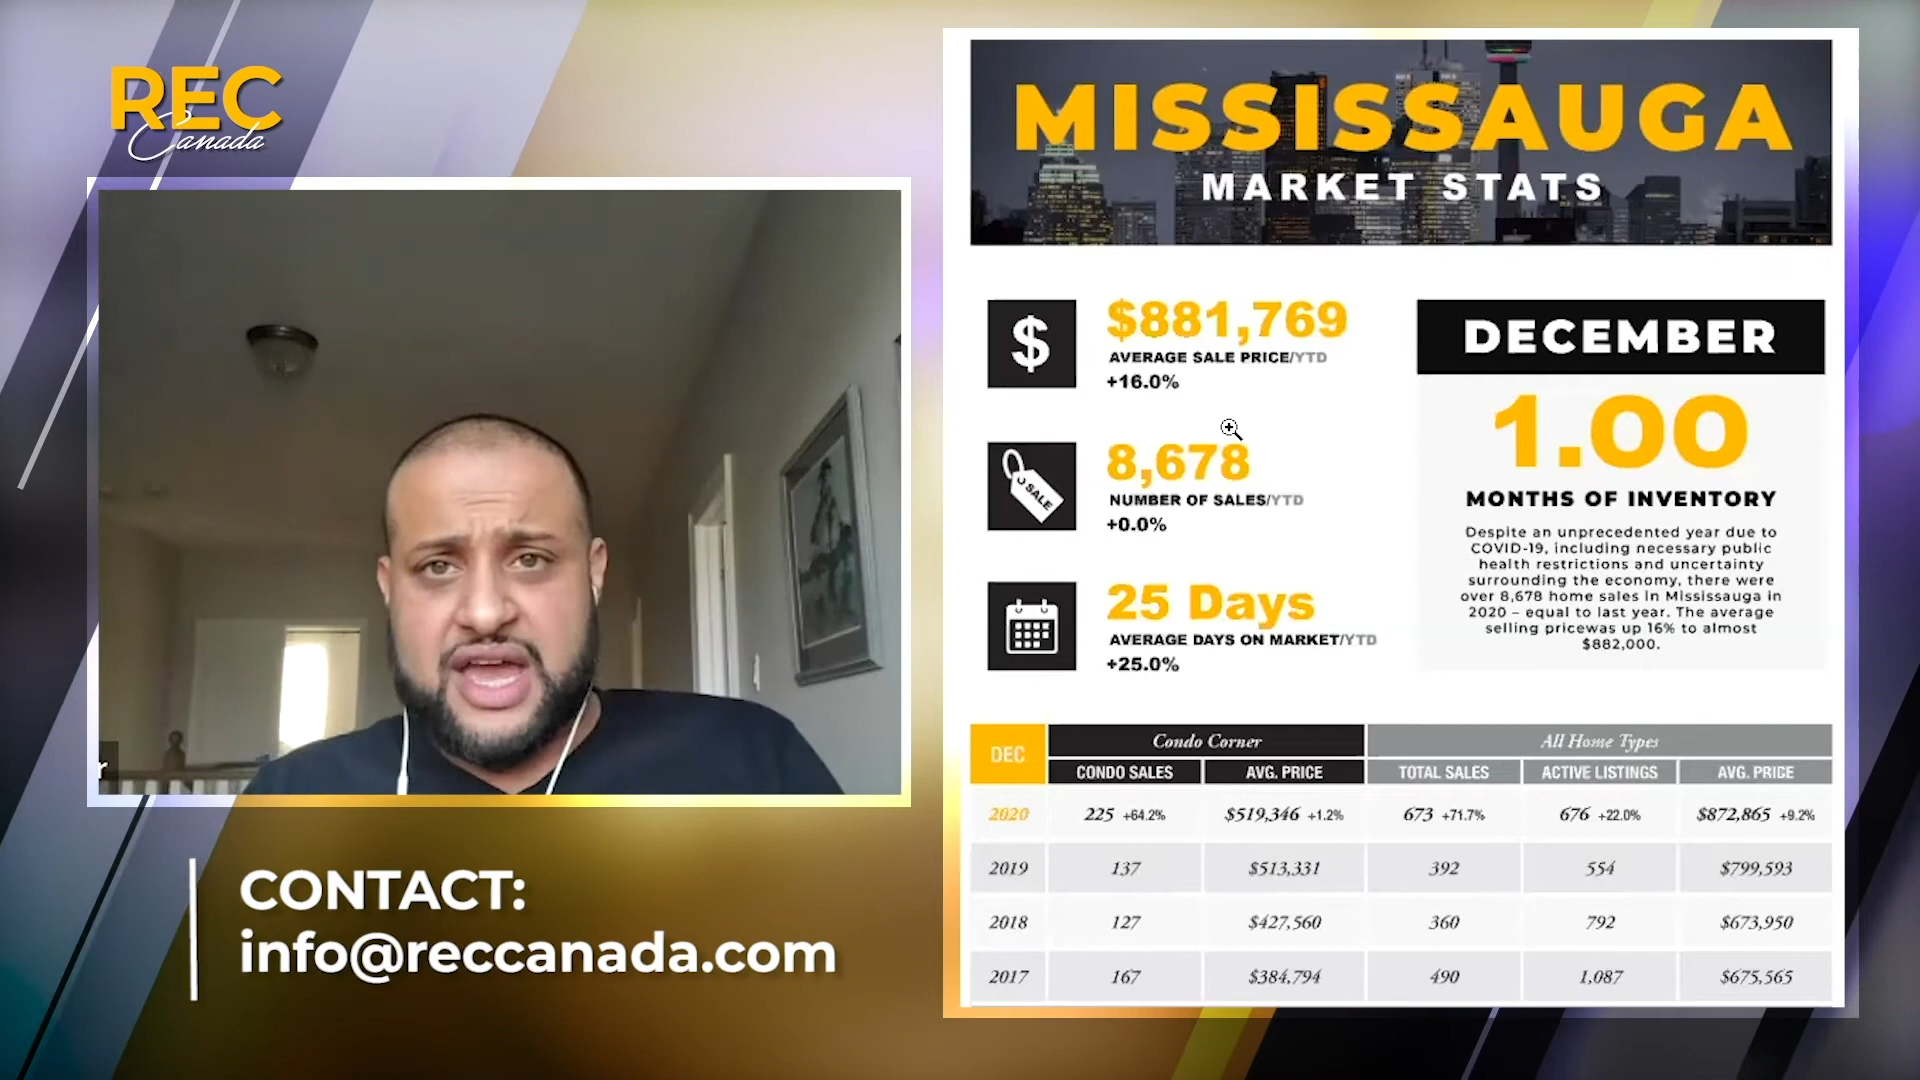 REC
Canada
CONTACT:
info@reccanada.com
MISSISSAUGA
MARKET STATS
$
$881,769
AVERAGE SALE PRICE/YTD
+16.0%
SALE
8,678
NUMBER OF SALES/YTD
+0.0%
25 Days
AVERAGE DAYS ON MARKET/YTD
+25.0%
DECEMBER
1.00
MONTHS OF INVENTORY
Despite an unprecedented year due to
COVID-19, including necessary public
health restrictions and uncertainty
surrounding the economy, there were
over 8,678 home sales in Mississauga in
2020 – equal to last year. The average
selling pricewas up 16% to almost
$882,000.
DEC
Condo Corner
All Home Types
CONDO SALES AVG. PRICE TOTAL SALES ACTIVE LISTINGS AVG. PRICE
2020 225 +64.2% $519,346 +1.2% 673 +71.7% 676 +22.0% $872,865 +9.2%
2019 137 $513,331 392 554 $799,593
2018 127 $427,560 360 792 $673,950
2017 167 $384,794 490 1,087 $675,565